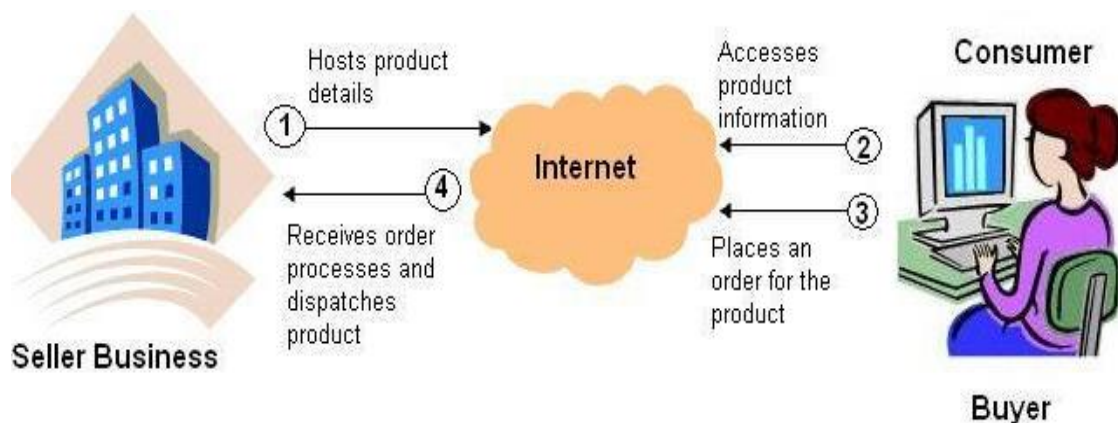 Hosts product
details
1
Accesses
product
information
2
Consumer
Internet
4
Receives order
processes and
dispatches
product
3
Places an
order for the
product
Seller Business
Buyer